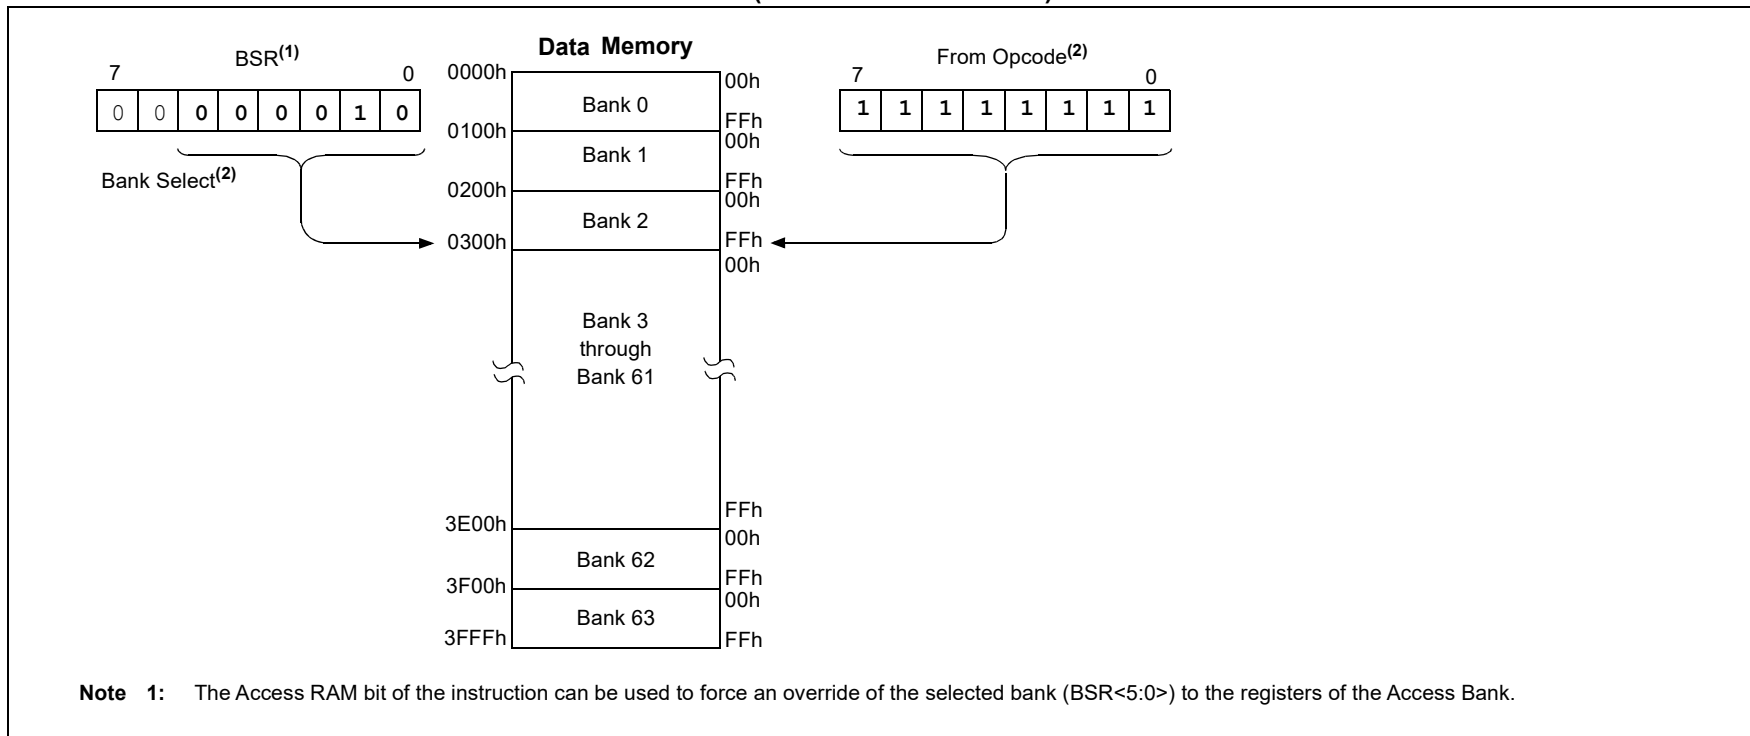 Data Memory
BSR(1)
7 0
0 0 0 0 0 0 1 0
Bank Select(2)
From Opcode(2)
7 0
1 1 1 1 1 1 1 1
0000h
Bank 0
00h
FFh
0100h
Bank 1
00h
FFh
0200h
Bank 2
00h
FFh
0300h
00h
Bank 3
through
Bank 61
FFh
3E00h
Bank 62
00h
FFh
3F00h
Bank 63
00h
3FFFh
FFh
Note 1: The Access RAM bit of the instruction can be used to force an override of the selected bank (BSR<5:0>) to the registers of the Access Bank.